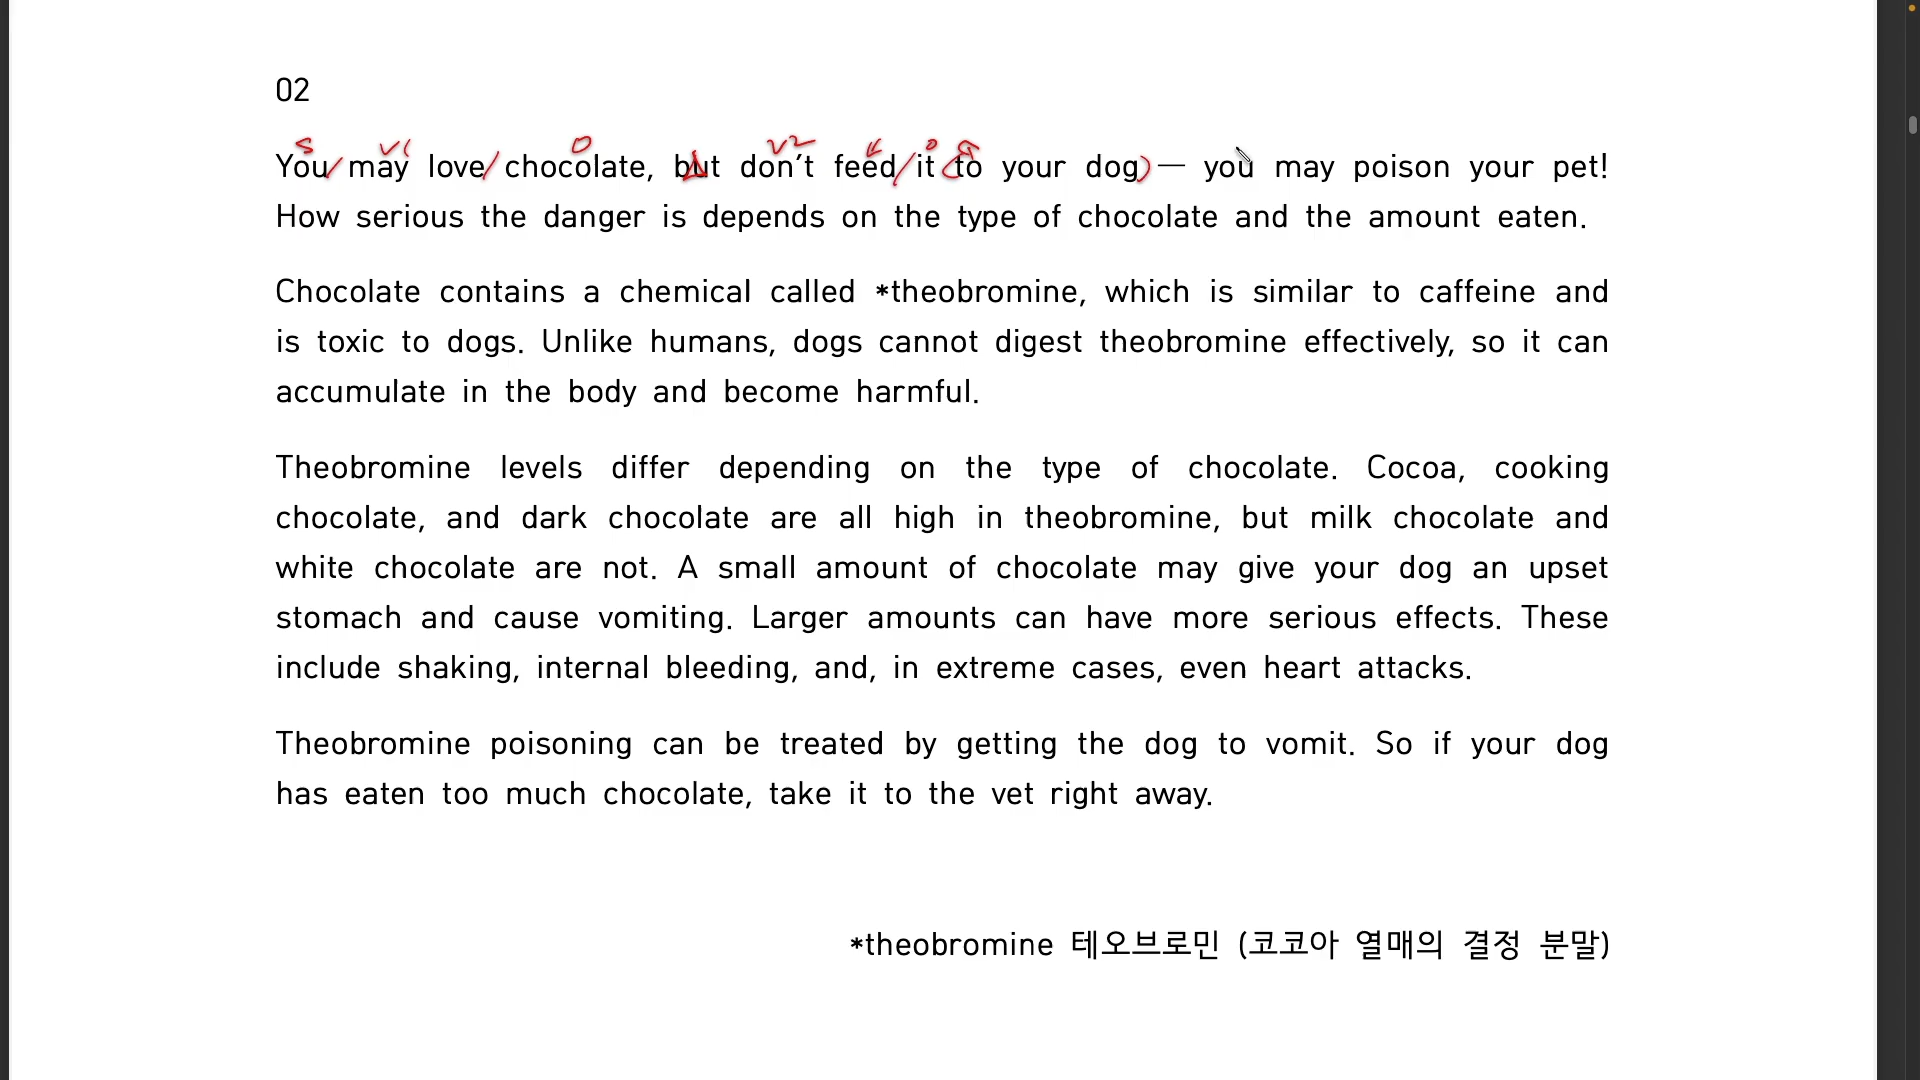 02
S V1 O V2 O
You / may love / chocolate, but don't feed / it (to your dog) — you may poison your pet!
How serious the danger is depends on the type of chocolate and the amount eaten.
Chocolate contains a chemical called *theobromine, which is similar to caffeine and
is toxic to dogs. Unlike humans, dogs cannot digest theobromine effectively, so it can
accumulate in the body and become harmful.
Theobromine levels differ depending on the type of chocolate. Cocoa, cooking
chocolate, and dark chocolate are all high in theobromine, but milk chocolate and
white chocolate are not. A small amount of chocolate may give your dog an upset
stomach and cause vomiting. Larger amounts can have more serious effects. These
include shaking, internal bleeding, and, in extreme cases, even heart attacks.
Theobromine poisoning can be treated by getting the dog to vomit. So if your dog
has eaten too much chocolate, take it to the vet right away.
*theobromine 테오브로민 (코코아 열매의 결정 분말)